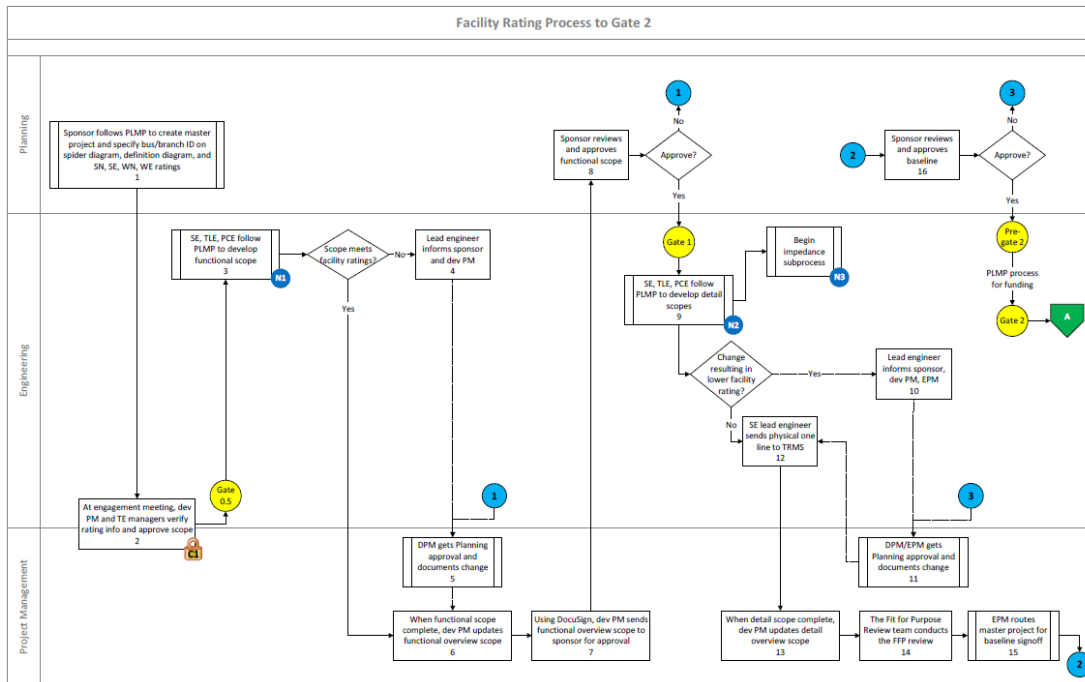 Facility Rating Process to Gate 2
Planning
Sponsor follows PLMP to create master
project and specify bus/branch ID on
spider diagram, definition diagram, and
SN, SE, WN, WE ratings
1
Sponsor reviews
and approves
functional scope
8
1
No
Approve?
Yes
2
Sponsor reviews
and approves
baseline
16
3
No
Approve?
Yes
Engineering
SE, TLE, PCE follow
PLMP to develop
functional scope
3
N1
Scope meets
facility ratings?
No
Yes
Lead engineer
informs sponsor
and dev PM
4
Gate 1
SE, TLE, PCE follow
PLMP to develop detail
scopes
9
N2
Begin
impedance
subprocess
N3
Pre-
gate 2
PLMP process
for funding
Gate 2
A
Change
resulting in
lower facility
rating?
Yes
No
Lead engineer
informs sponsor,
dev PM, EPM
10
SE lead engineer
sends physical one
line to TRMS
12
At engagement meeting, dev
PM and TE managers verify
rating info and approve scope
2
C1
Gate
0.5
1
3
Project Management
DPM gets Planning
approval and
documents change
5
DPM/EPM gets
Planning approval and
documents change
11
When functional scope
complete, dev PM updates
functional overview scope
6
Using DocuSign, dev PM sends
functional overview scope to
sponsor for approval
7
When detail scope complete,
dev PM updates detail
overview scope
13
The Fit for Purpose
Review team conducts
the FFP review
14
EPM routes
master project for
baseline signoff
15
2